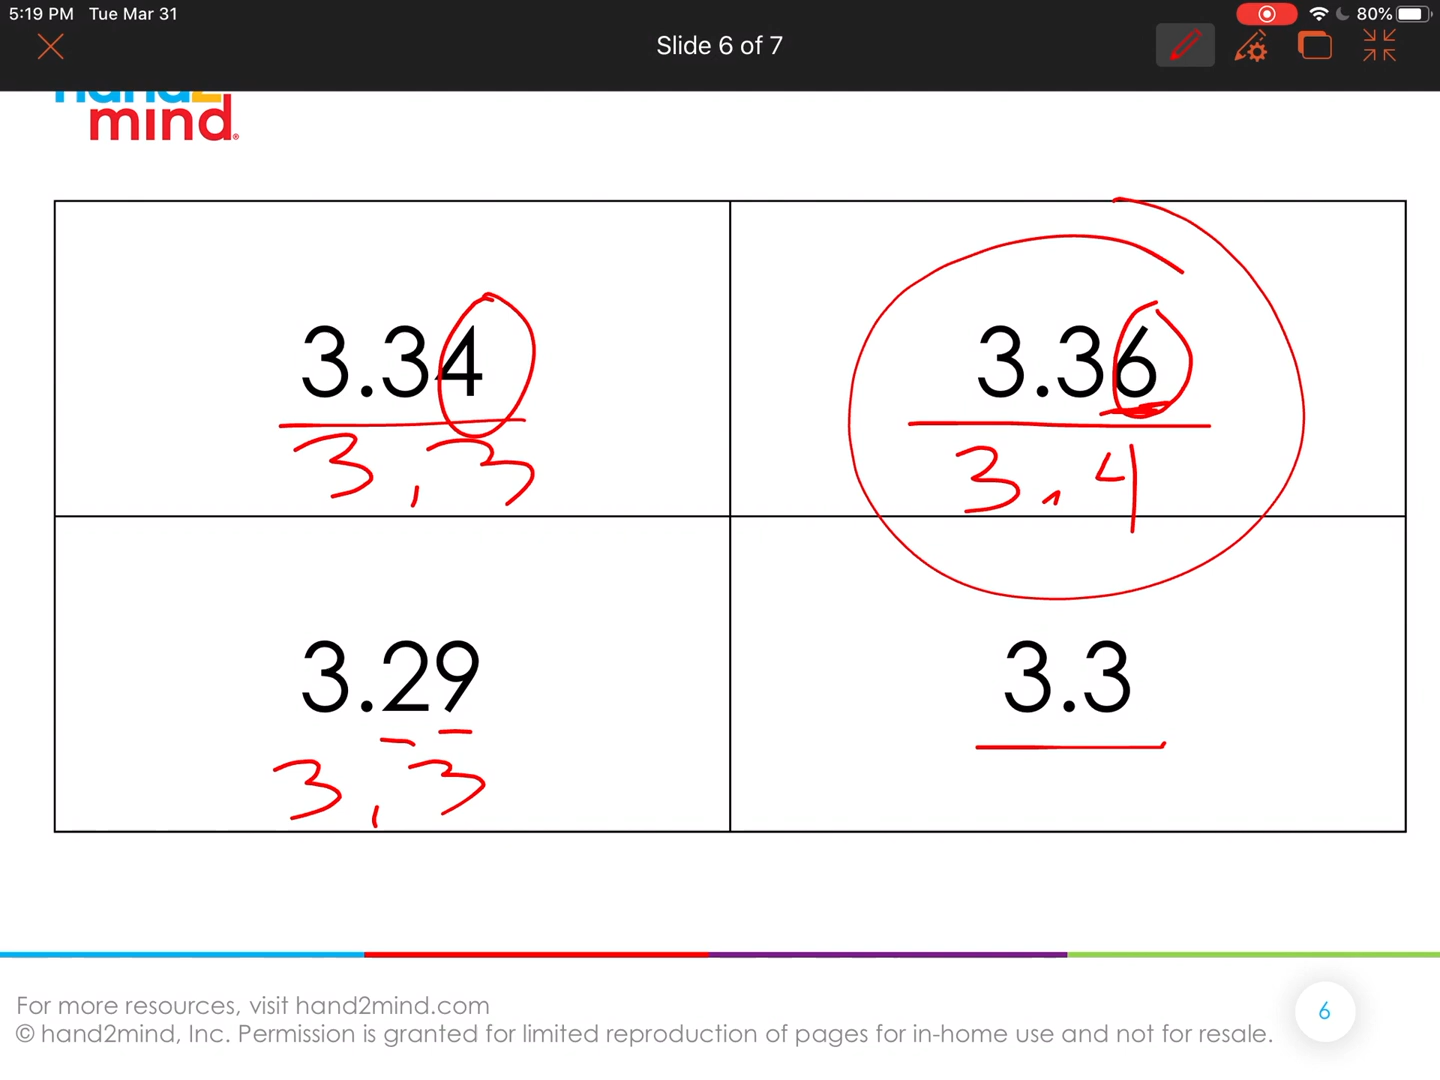 5:19 PM Tue Mar 31
80%
Slide 6 of 7
hand2
mind®
3.34
3.36
3,3
3.4
3.29
3.3
3,3
For more resources, visit hand2mind.com
© hand2mind, Inc. Permission is granted for limited reproduction of pages for in-home use and not for resale.
6